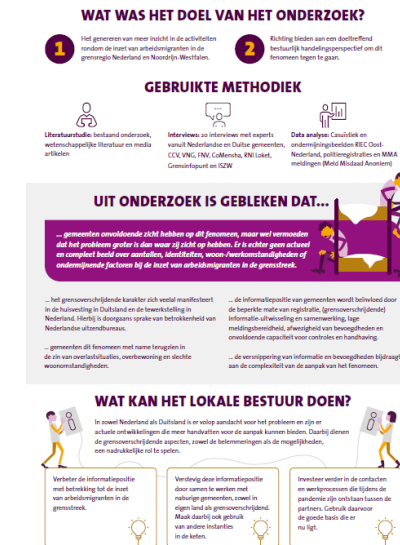 WAT WAS HET DOEL VAN HET ONDERZOEK?
1
Het genereren van meer inzicht in de activiteiten
rondom de inzet van arbeidsmigranten in de
grensregio Nederland en Noordrijn-Westfalen.
2
Richting bieden aan een doeltreffend
bestuurlijk handelingsperspectief om dit
fenomeen tegen te gaan.
GEBRUIKTE METHODIEK
Literatuurstudie: bestaand onderzoek,
wetenschappelijke literatuur en media
artikelen
Interviews: 20 interviews met experts
vanuit Nederlandse en Duitse gemeenten,
CCV, VNG, FNV, CoMensha, RNI Loket,
Grensinfopunt en ISZW
Data analyse: Casuïstiek en
ondermijningsbeelden RIEC Oost-
Nederland, politieregistraties en MMA
meldingen (Meld Misdaad Anoniem)
UIT ONDERZOEK IS GEBLEKEN DAT...
... gemeenten onvoldoende zicht hebben op dit fenomeen, maar wel vermoeden
dat het probleem groter is dan waar zij zicht op hebben. Er is echter geen actueel
en compleet beeld over aantallen, identiteiten, woon-/werkomstandigheden of
ondermijnende factoren bij de inzet van arbeidsmigranten in de grensstreek.
... het grensoverschrijdende karakter zich veelal manifesteert
in de huisvesting in Duitsland en de tewerkstelling in
Nederland. Hierbij is doorgaans sprake van betrokkenheid van
Nederlandse uitzendbureaus.
... gemeenten dit fenomeen met name terugzien in
de zin van overlastsituaties, overbewoning en slechte
woonomstandigheden.
... de informatiepositie van gemeenten wordt beïnvloed door
de beperkte mate van registratie, (grensoverschrijdende)
informatie-uitwisseling en samenwerking, lage
meldingsbereidheid, afwezigheid van bevoegdheden en
onvoldoende capaciteit voor controles en handhaving.
... de versnippering van informatie en bevoegdheden bijdraagt
aan de complexiteit van de aanpak van het fenomeen.
WAT KAN HET LOKALE BESTUUR DOEN?
In zowel Nederland als Duitsland is er volop aandacht voor het probleem en zijn er
actuele ontwikkelingen die meer handvatten voor de aanpak kunnen bieden. Daarbij dienen
de grensoverschrijdende aspecten, zowel de belemmeringen als de mogelijkheden,
een nadrukkelijke rol te spelen.
Verbeter de informatiepositie
met betrekking tot de inzet
van arbeidsmigranten in de
grensstreek.
Verstevig deze informatiepositie
door samen te werken met
naburige gemeenten, zowel in
eigen land als grensoverschrijdend.
Maak daarbij ook gebruik
van andere instanties
in de keten.
Investeer verder in de contacten
en werkprocessen die tijdens de
pandemie zijn ontstaan tussen de
partners. Gebruik daarvoor
de goede basis die er
nu ligt.